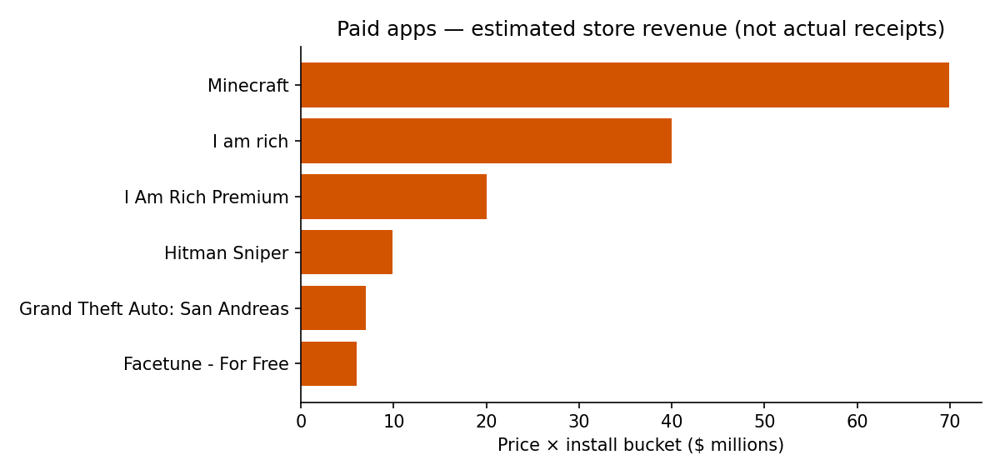 Paid apps — estimated store revenue (not actual receipts)
Minecraft
I am rich
I Am Rich Premium
Hitman Sniper
Grand Theft Auto: San Andreas
Facetune - For Free
0 10 20 30 40 50 60 70
Price × install bucket ($ millions)